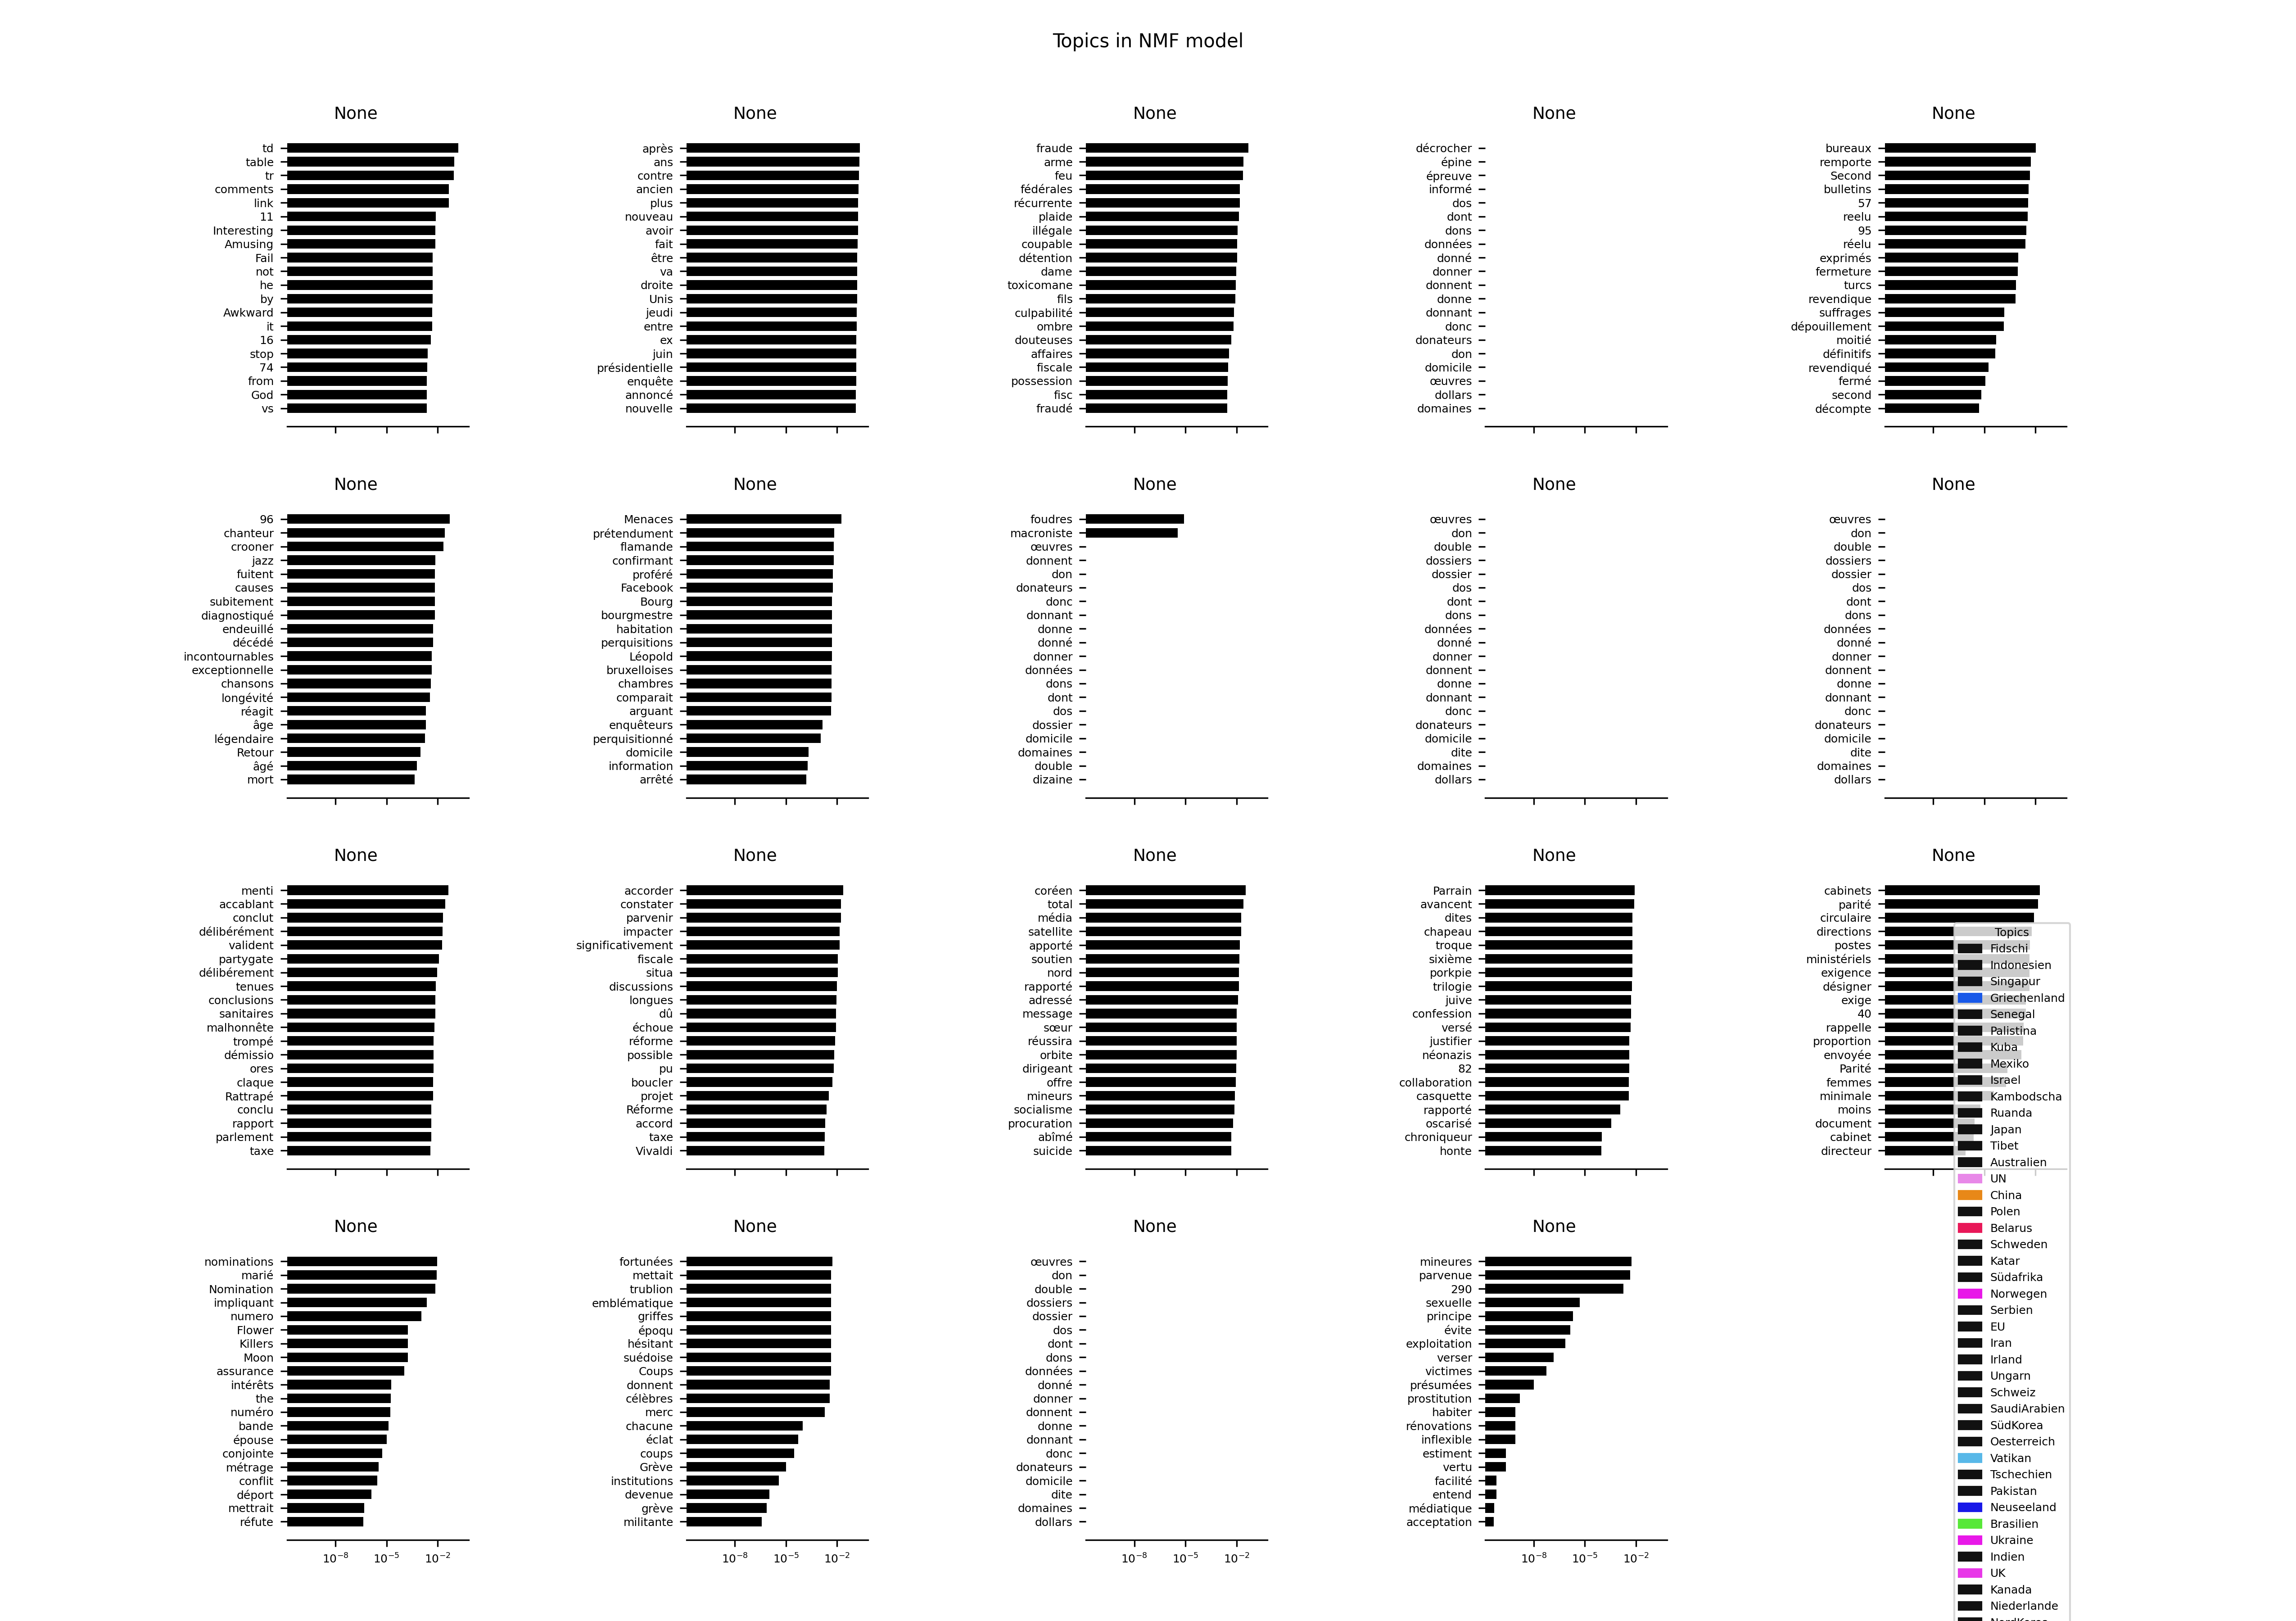 Topics in NMF model
None
td
table
tr
comments
link
11
Interesting
Amusing
Fail
not
he
by
Awkward
it
16
stop
74
from
God
vs
None
après
ans
contre
ancien
plus
nouveau
avoir
fait
être
va
droite
Unis
jeudi
entre
ex
juin
présidentielle
enquête
annoncé
nouvelle
None
fraude
arme
feu
fédérales
récurrente
plaide
illégale
coupable
détention
dame
toxicomane
fils
culpabilité
ombre
douteuses
affaires
fiscale
possession
fisc
fraudé
None
décrocher
épine
épreuve
informé
dos
dont
dons
données
donné
donner
donnent
donne
donnant
donc
donateurs
don
domicile
œuvres
dollars
domaines
None
bureaux
remporte
Second
bulletins
57
reelu
95
réelu
exprimés
fermeture
turcs
revendique
suffrages
dépouillement
moitié
définitifs
revendiqué
fermé
second
décompte
None
96
chanteur
crooner
jazz
fuitent
causes
subitement
diagnostiqué
endeuillé
décédé
incontournables
exceptionnelle
chansons
longévité
réagit
âge
légendaire
Retour
âgé
mort
None
Menaces
prétendument
flamande
confirmant
proféré
Facebook
Bourg
bourgmestre
habitation
perquisitions
Léopold
bruxelloises
chambres
comparait
arguant
enquêteurs
perquisitionné
domicile
information
arrêté
None
foudres
macroniste
œuvres
donnent
don
donateurs
donc
donnant
donne
donné
donner
données
dons
dont
dos
dossier
domicile
domaines
double
dizaine
None
œuvres
don
double
dossiers
dossier
dos
dont
dons
données
donné
donner
donnent
donne
donnant
donc
donateurs
domicile
dite
domaines
dollars
None
œuvres
don
double
dossiers
dossier
dos
dont
dons
données
donné
donner
donnent
donne
donnant
donc
donateurs
domicile
dite
domaines
dollars
None
menti
accablant
conclut
délibérément
valident
partygate
délibérement
tenues
conclusions
sanitaires
malhonnête
trompé
démissio
ores
claque
Rattrapé
conclu
rapport
parlement
taxe
None
accorder
constater
parvenir
impacter
significativement
fiscale
situa
discussions
longues
dû
échoue
réforme
possible
pu
boucler
projet
Réforme
accord
taxe
Vivaldi
None
coréen
total
média
satellite
apporté
soutien
nord
rapporté
adressé
message
sœur
réussira
orbite
dirigeant
offre
mineurs
socialisme
procuration
abîmé
suicide
None
Parrain
avancent
dites
chapeau
troque
sixième
porkpie
trilogie
juive
confession
versé
justifier
néonazis
82
collaboration
casquette
rapporté
oscarisé
chroniqueur
honte
None
cabinets
parité
circulaire
directions
postes
ministériels
exigence
désigner
exige
40
rappelle
proportion
envoyée
Parité
femmes
minimale
moins
document
cabinet
directeur
None
nominations
marié
Nomination
impliquant
numero
Flower
Killers
Moon
assurance
intérêts
the
numéro
bande
épouse
conjointe
métrage
conflit
déport
mettrait
réfute
10⁻⁸ 10⁻⁵ 10⁻²
None
fortunées
mettait
trublion
emblématique
griffes
époqu
hésitant
suédoise
Coups
donnent
célèbres
merc
chacune
éclat
coups
Grève
institutions
devenue
grève
militante
10⁻⁸ 10⁻⁵ 10⁻²
None
œuvres
don
double
dossiers
dossier
dos
dont
dons
données
donné
donner
donnent
donne
donnant
donc
donateurs
domicile
dite
domaines
dollars
10⁻⁸ 10⁻⁵ 10⁻²
None
mineures
parvenue
290
sexuelle
principe
évite
exploitation
verser
victimes
présumées
prostitution
habiter
rénovations
inflexible
estiment
vertu
facilité
entend
médiatique
acceptation
10⁻⁸ 10⁻⁵ 10⁻²
Topics
Fidschi
Indonesien
Singapur
Griechenland
Senegal
Palistina
Kuba
Mexiko
Israel
Kambodscha
Ruanda
Japan
Tibet
Australien
UN
China
Polen
Belarus
Schweden
Katar
Südafrika
Norwegen
Serbien
EU
Iran
Irland
Ungarn
Schweiz
SaudiArabien
SüdKorea
Oesterreich
Vatikan
Tschechien
Pakistan
Neuseeland
Brasilien
Ukraine
Indien
UK
Kanada
Niederlande